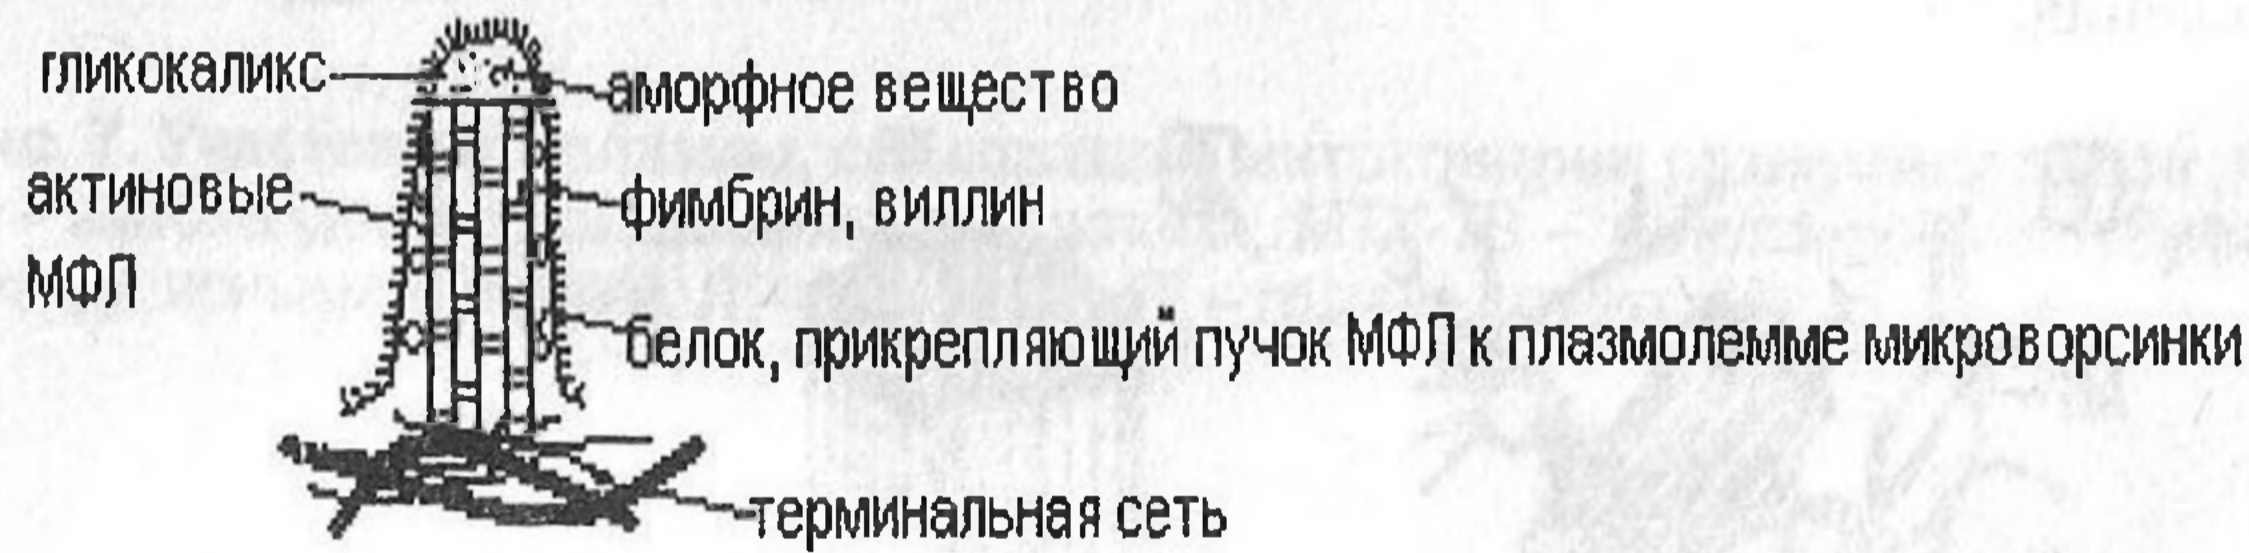 гликокаликс
аморфное вещество
актиновые
МФЛ
фимбрин, виллин
белок, прикрепляющий пучок МФЛ к плазмолемме микроворсинки
терминальная сеть